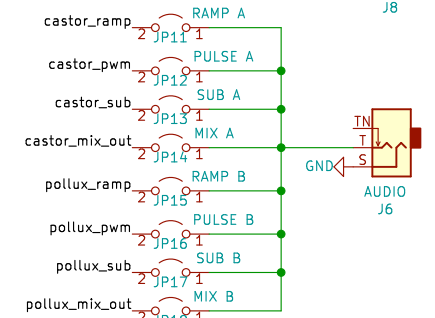 J8
castor_ramp 2 JP11 1 RAMP A
castor_pwm 2 JP12 1 PULSE A
castor_sub 2 JP13 1 SUB A
TN
castor_mix_out 2 JP14 1 MIX A T
GND S
pollux_ramp 2 JP15 1 RAMP B
AUDIO
J6
pollux_pwm 2 JP16 1 PULSE B
pollux_sub 2 JP17 1 SUB B
pollux_mix_out 2 1 MIX B